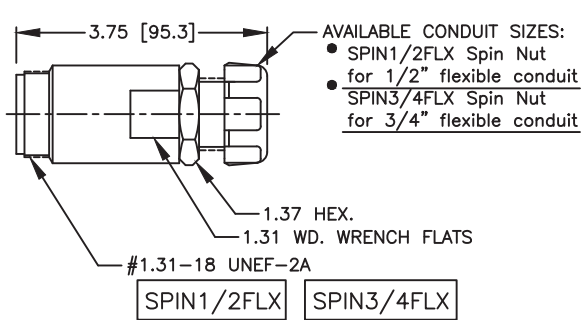 3.75 [95.3]
AVAILABLE CONDUIT SIZES:
• SPIN1/2FLX Spin Nut
for 1/2" flexible conduit
• SPIN3/4FLX Spin Nut
for 3/4" flexible conduit
1.37 HEX.
1.31 WD. WRENCH FLATS
#1.31-18 UNEF-2A
SPIN1/2FLX
SPIN3/4FLX